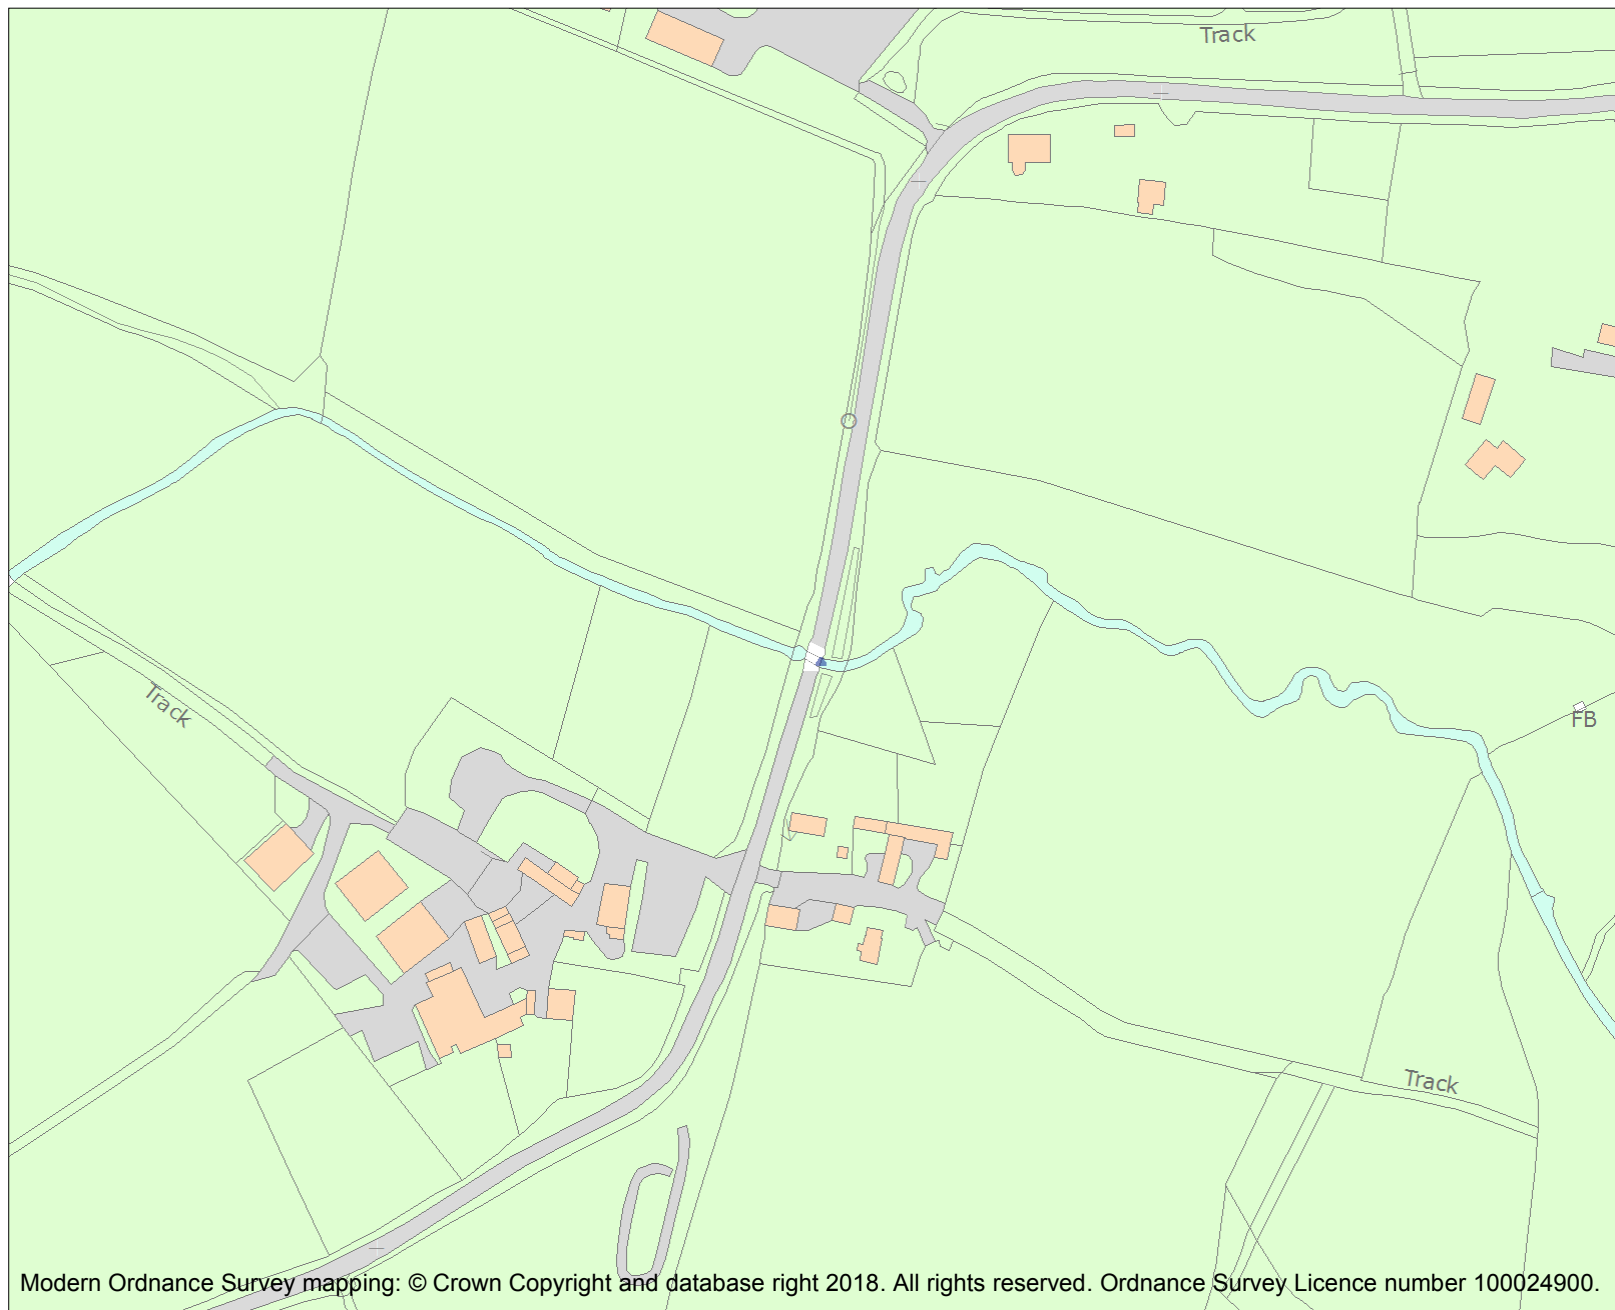 Track
Track
FB
Track
Modern Ordnance Survey mapping: © Crown Copyright and database right 2018. All rights reserved. Ordnance Survey Licence number 100024900.